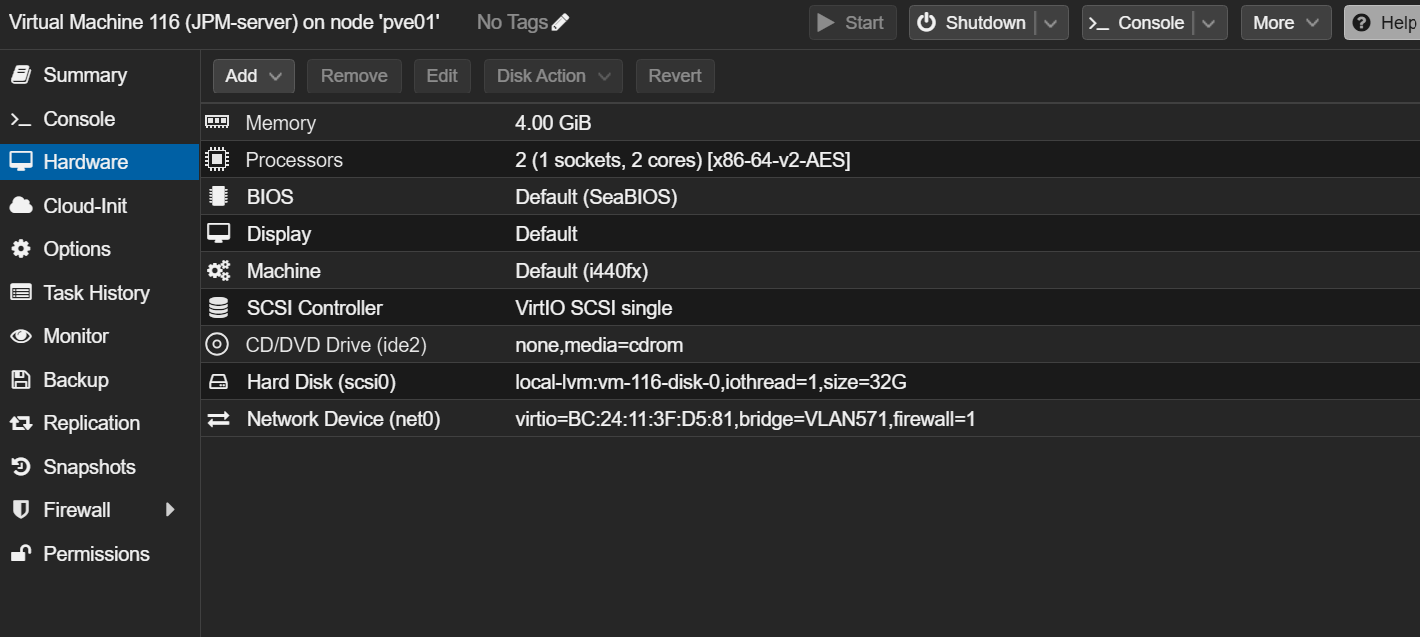 Virtual Machine 116 (JPM-server) on node 'pve01' No Tags Start Shutdown Console More Help
Summary
Console
Hardware
Cloud-Init
Options
Task History
Monitor
Backup
Replication
Snapshots
Firewall
Permissions
Add Remove Edit Disk Action Revert
Memory 4.00 GiB
Processors 2 (1 sockets, 2 cores) [x86-64-v2-AES]
BIOS Default (SeaBIOS)
Display Default
Machine Default (i440fx)
SCSI Controller VirtIO SCSI single
CD/DVD Drive (ide2) none,media=cdrom
Hard Disk (scsi0) local-lvm:vm-116-disk-0,iothread=1,size=32G
Network Device (net0) virtio=BC:24:11:3F:D5:81,bridge=VLAN571,firewall=1